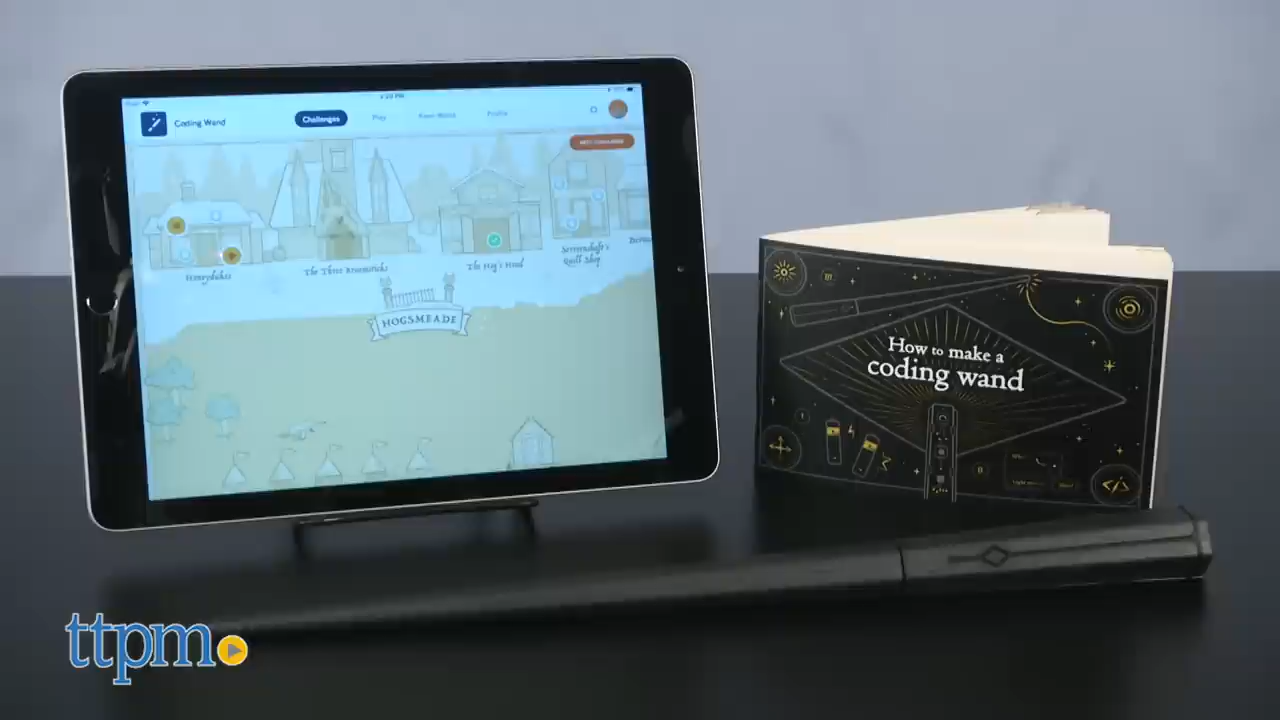 Coding Wand
Challenges
Play
Profile
Honeydukes
The Three Broomsticks
The Hog's Head
Scrivenshaft's
Quill Shop
HOGSMEADE
How to make a
coding wand
ttpm